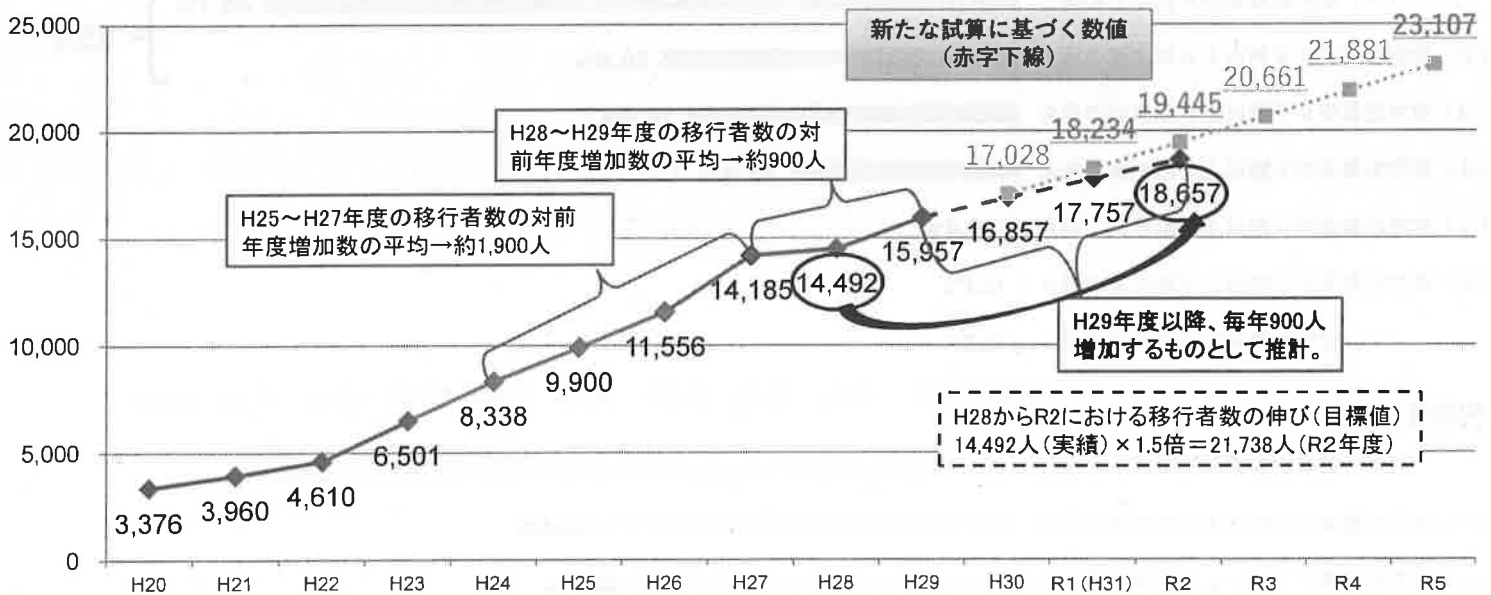 25,000
20,000
15,000
10,000
5,000
0
新たな試算に基づく数値
(赤字下線)
H28～H29年度の移行者数の対
前年度増加数の平均→約900人
H25～H27年度の移行者数の対前
年度増加数の平均→約1,900人
3,376
3,960
4,610
6,501
8,338
9,900
11,556
14,185
14,492
15,957
16,857
17,757
18,657
17,028
18,234
19,445
20,661
21,881
23,107
H29年度以降、毎年900人
増加するものとして推計。
H28からR2における移行者数の伸び(目標値)
14,492人(実績)×1.5倍＝21,738人(R2年度)
H20 H21 H22 H23 H24 H25 H26 H27 H28 H29 H30 R1(H31) R2 R3 R4 R5